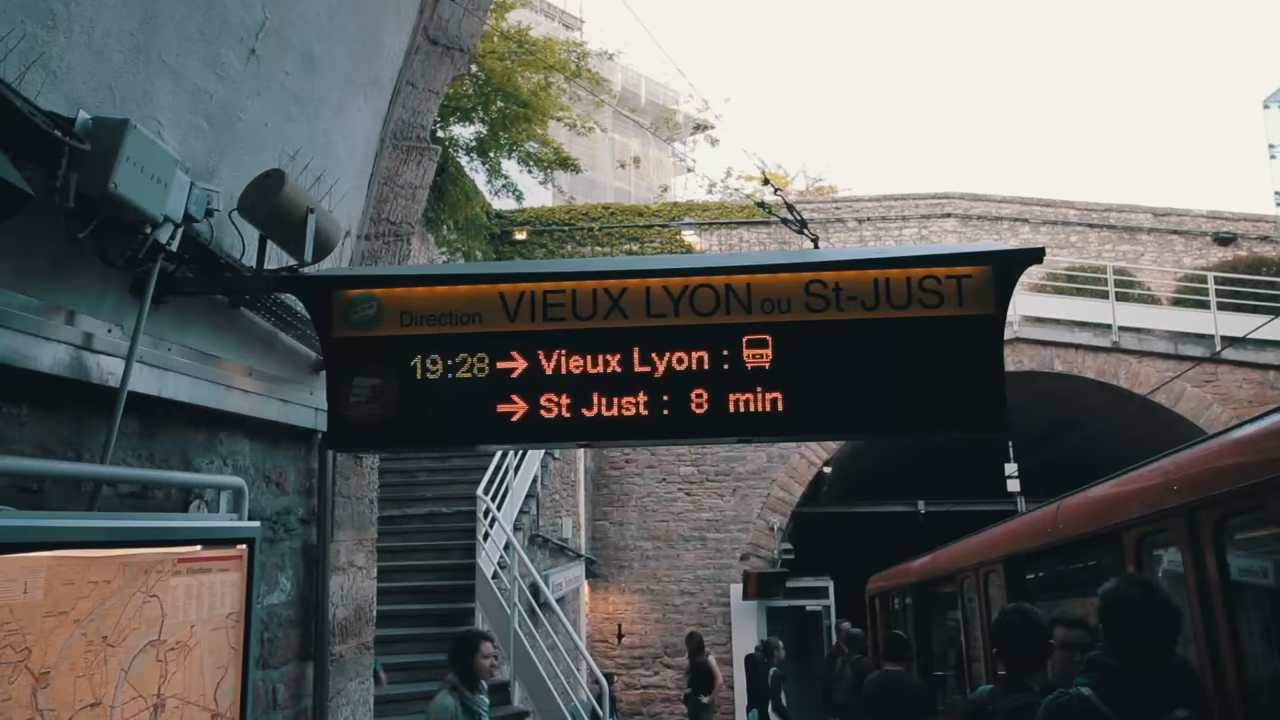 Direction VIEUX LYON ou St-JUST
19:28 → Vieux Lyon :
→ St Just : 8 min